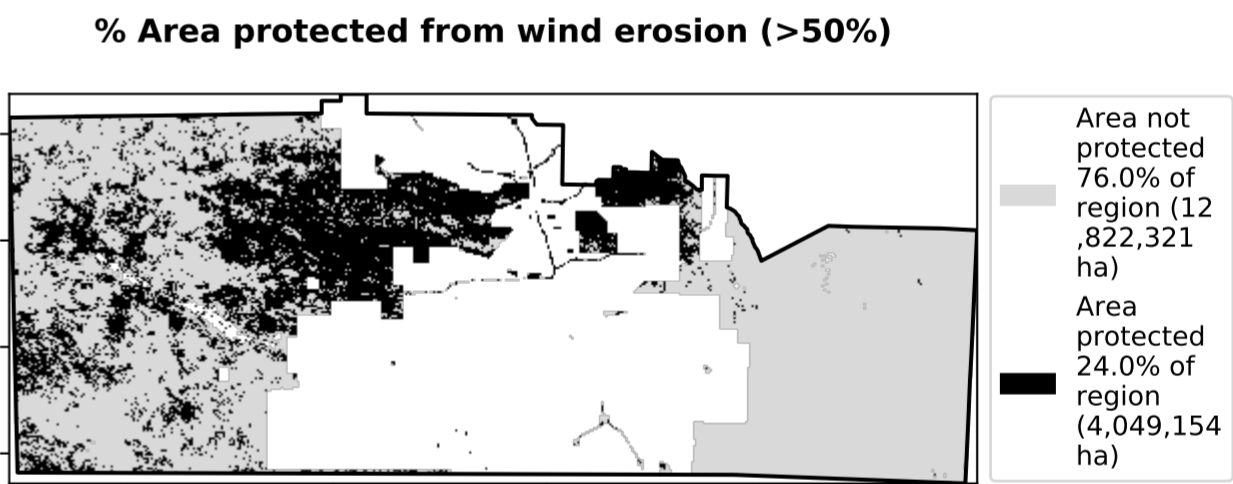 % Area protected from wind erosion (>50%)
Area not
protected
76.0% of
region (12
,822,321
ha)
Area
protected
24.0% of
region
(4,049,154
ha)